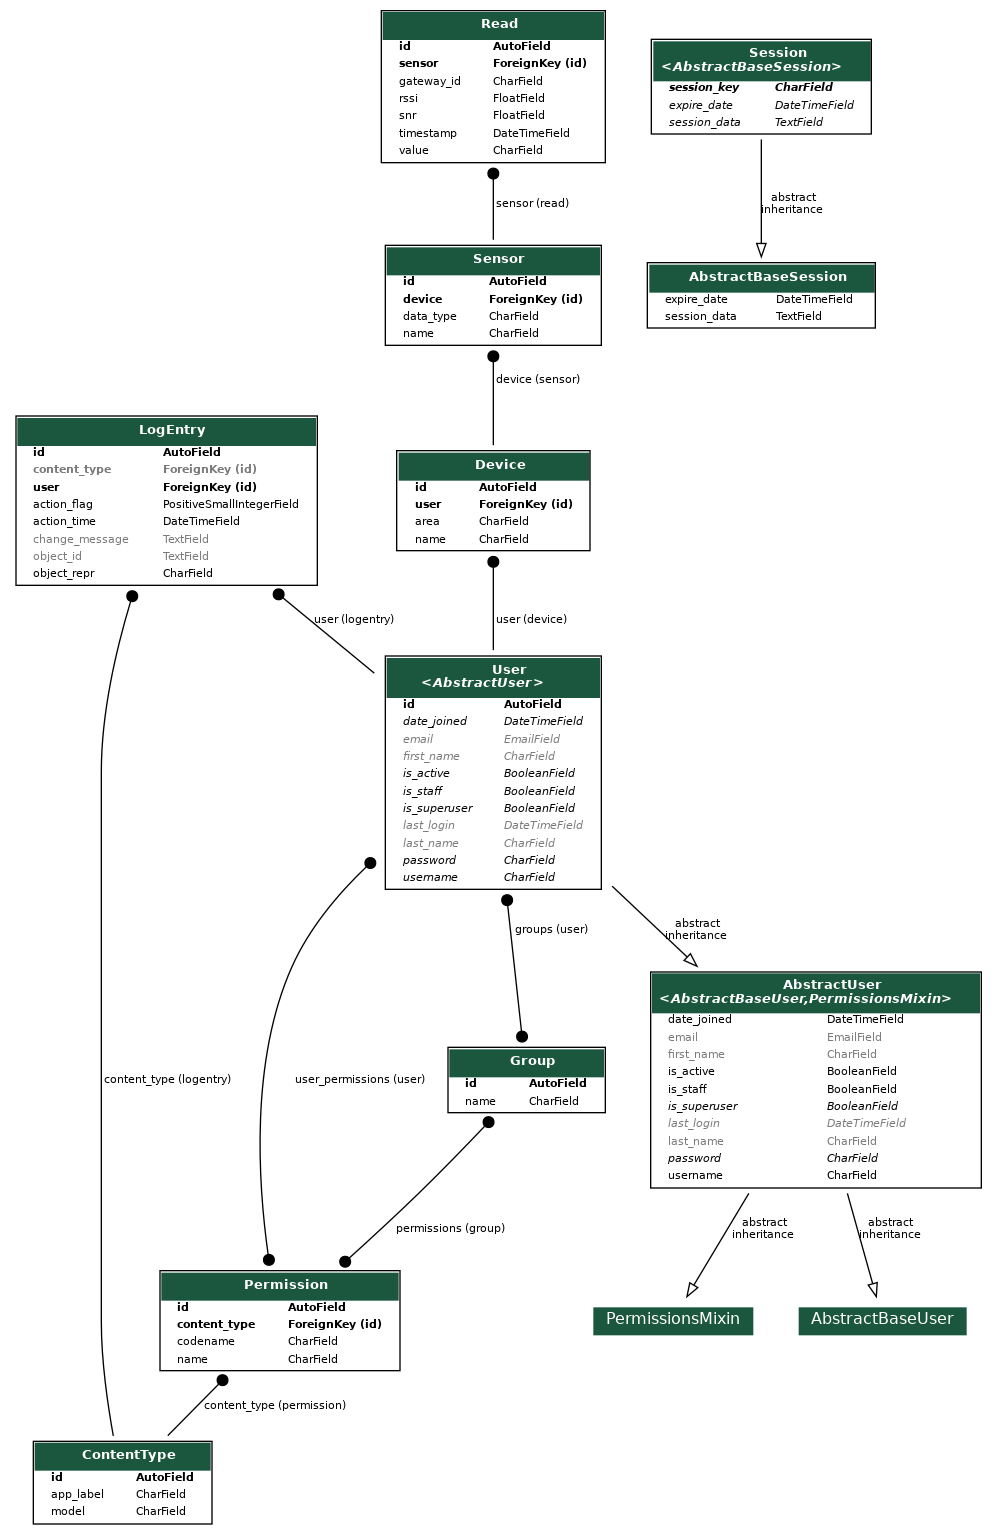 Read
id AutoField
sensor ForeignKey (id)
gateway_id CharField
rssi FloatField
snr FloatField
timestamp DateTimeField
value CharField
Session
<AbstractBaseSession>
session_key CharField
expire_date DateTimeField
session_data TextField
sensor (read)
abstract
inheritance
Sensor
id AutoField
device ForeignKey (id)
data_type CharField
name CharField
AbstractBaseSession
expire_date DateTimeField
session_data TextField
device (sensor)
LogEntry
id AutoField
content_type ForeignKey (id)
user ForeignKey (id)
action_flag PositiveSmallIntegerField
action_time DateTimeField
change_message TextField
object_id TextField
object_repr CharField
Device
id AutoField
user ForeignKey (id)
area CharField
name CharField
user (logentry)
user (device)
User
<AbstractUser>
id AutoField
date_joined DateTimeField
email EmailField
first_name CharField
is_active BooleanField
is_staff BooleanField
is_superuser BooleanField
last_login DateTimeField
last_name CharField
password CharField
username CharField
groups (user)
abstract
inheritance
AbstractUser
<AbstractBaseUser,PermissionsMixin>
date_joined DateTimeField
email EmailField
first_name CharField
is_active BooleanField
is_staff BooleanField
is_superuser BooleanField
last_login DateTimeField
last_name CharField
password CharField
username CharField
content_type (logentry)
user_permissions (user)
Group
id AutoField
name CharField
permissions (group)
abstract
inheritance
abstract
inheritance
Permission
id AutoField
content_type ForeignKey (id)
codename CharField
name CharField
PermissionsMixin
AbstractBaseUser
content_type (permission)
ContentType
id AutoField
app_label CharField
model CharField